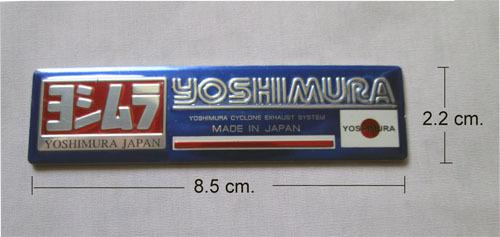 ヨシムラ
YOSHIMURA JAPAN
YOSHIMURA
YOSHIMURA CYCLONE EXHAUST SYSTEM
MADE IN JAPAN
YOSHIMURA
2.2 cm.
8.5 cm.